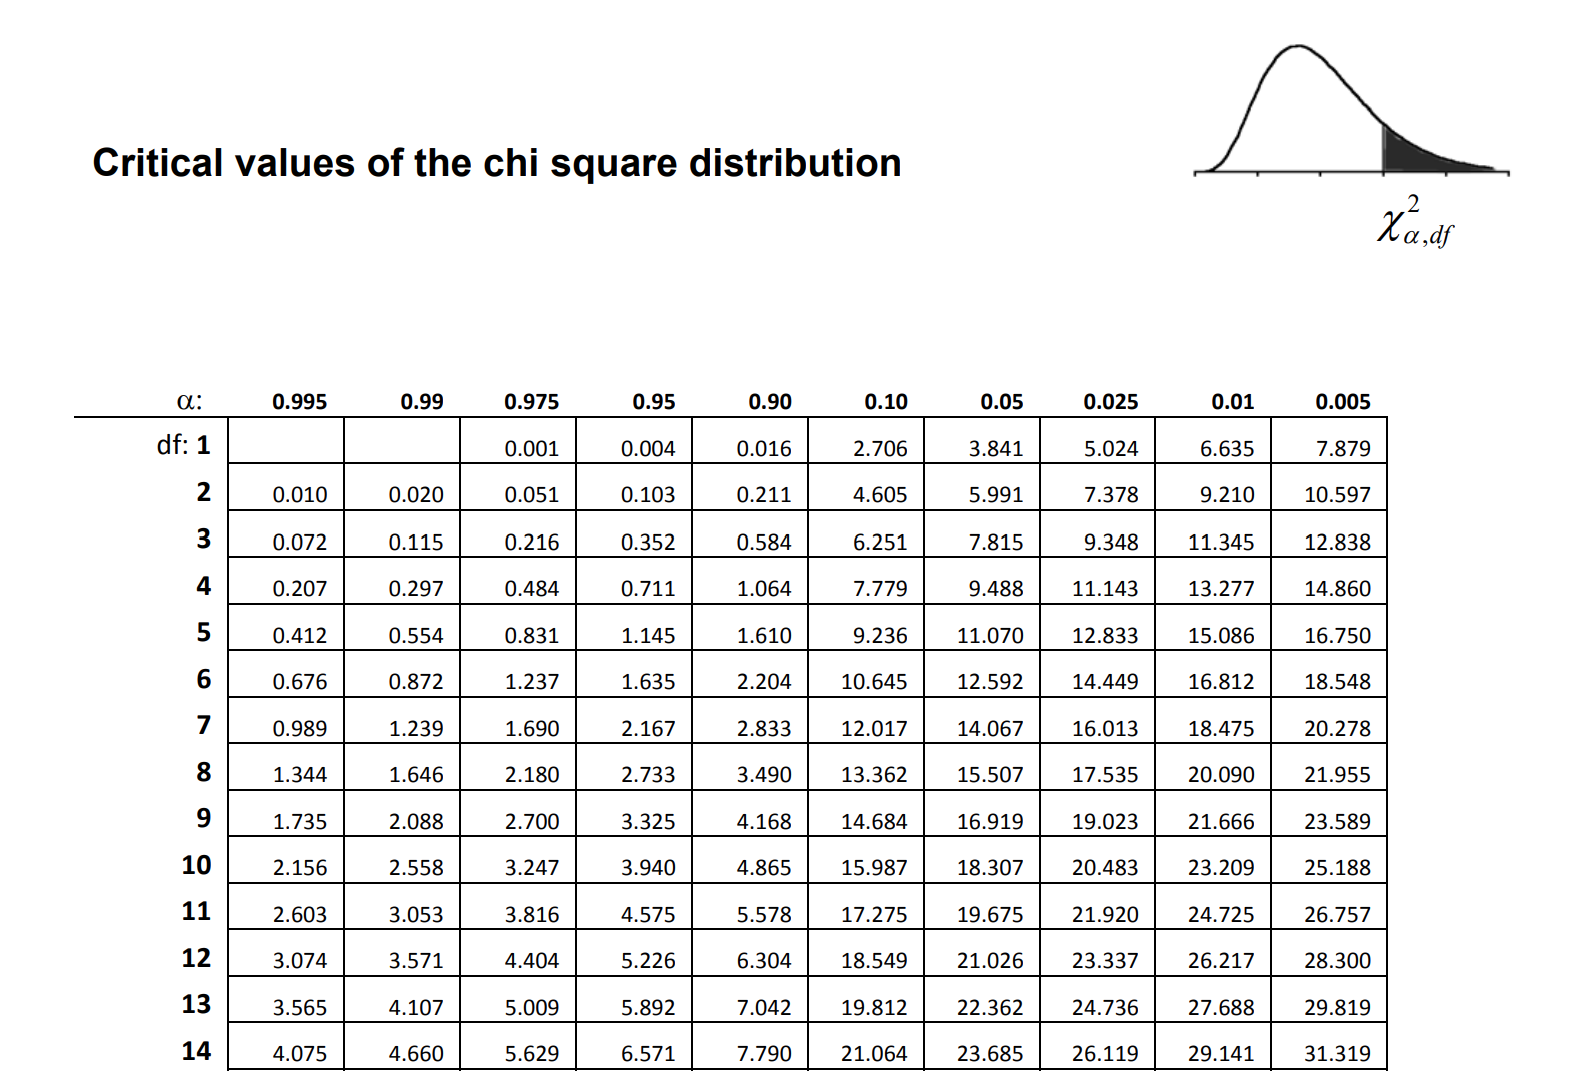 Critical values of the chi square distribution
χ²α,df
α: 0.995 0.99 0.975 0.95 0.90 0.10 0.05 0.025 0.01 0.005
df: 1 0.001 0.004 0.016 2.706 3.841 5.024 6.635 7.879
2 0.010 0.020 0.051 0.103 0.211 4.605 5.991 7.378 9.210 10.597
3 0.072 0.115 0.216 0.352 0.584 6.251 7.815 9.348 11.345 12.838
4 0.207 0.297 0.484 0.711 1.064 7.779 9.488 11.143 13.277 14.860
5 0.412 0.554 0.831 1.145 1.610 9.236 11.070 12.833 15.086 16.750
6 0.676 0.872 1.237 1.635 2.204 10.645 12.592 14.449 16.812 18.548
7 0.989 1.239 1.690 2.167 2.833 12.017 14.067 16.013 18.475 20.278
8 1.344 1.646 2.180 2.733 3.490 13.362 15.507 17.535 20.090 21.955
9 1.735 2.088 2.700 3.325 4.168 14.684 16.919 19.023 21.666 23.589
10 2.156 2.558 3.247 3.940 4.865 15.987 18.307 20.483 23.209 25.188
11 2.603 3.053 3.816 4.575 5.578 17.275 19.675 21.920 24.725 26.757
12 3.074 3.571 4.404 5.226 6.304 18.549 21.026 23.337 26.217 28.300
13 3.565 4.107 5.009 5.892 7.042 19.812 22.362 24.736 27.688 29.819
14 4.075 4.660 5.629 6.571 7.790 21.064 23.685 26.119 29.141 31.319